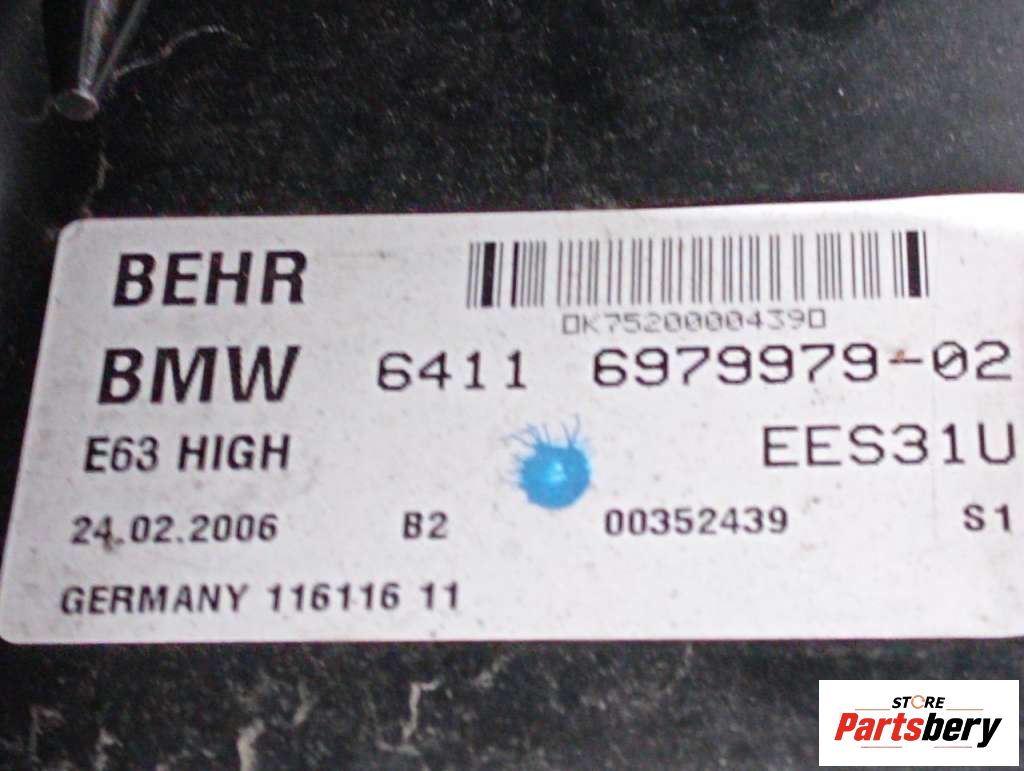 BEHR
DK75200004390
BMW 6411 6979979-02
E63 HIGH EES31U
24.02.2006 B2 00352439 S1
GERMANY 116116 11
STORE
Partsbery